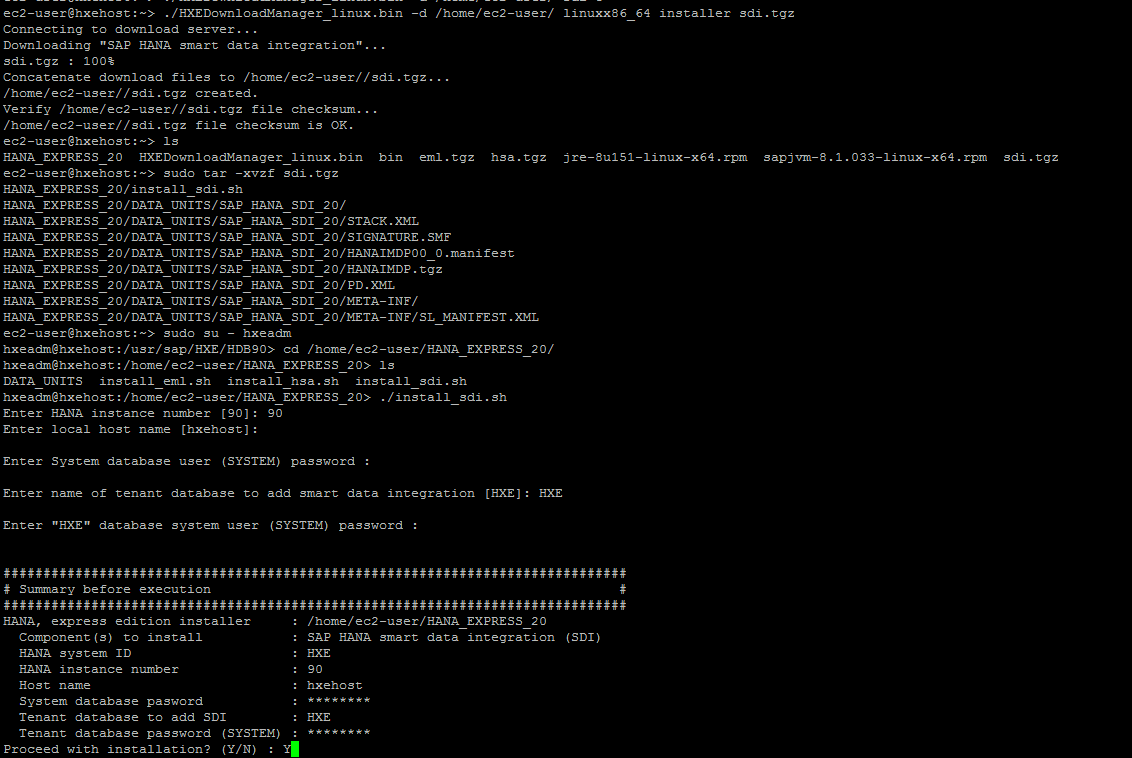 ec2-user@hxehost:~> ./HXEDownloadManager_linux.bin -d /home/ec2-user/ linuxx86_64 installer sdi.tgz
Connecting to download server...
Downloading "SAP HANA smart data integration"...
sdi.tgz : 100%
Concatenate download files to /home/ec2-user//sdi.tgz...
/home/ec2-user//sdi.tgz created.
Verify /home/ec2-user//sdi.tgz file checksum...
/home/ec2-user//sdi.tgz file checksum is OK.
ec2-user@hxehost:~> ls
HANA_EXPRESS_20  HXEDownloadManager_linux.bin  bin  eml.tgz  hsa.tgz  jre-8u151-linux-x64.rpm  sapjvm-8.1.033-linux-x64.rpm  sdi.tgz
ec2-user@hxehost:~> sudo tar -xvzf sdi.tgz
HANA_EXPRESS_20/install_sdi.sh
HANA_EXPRESS_20/DATA_UNITS/SAP_HANA_SDI_20/
HANA_EXPRESS_20/DATA_UNITS/SAP_HANA_SDI_20/STACK.XML
HANA_EXPRESS_20/DATA_UNITS/SAP_HANA_SDI_20/SIGNATURE.SMF
HANA_EXPRESS_20/DATA_UNITS/SAP_HANA_SDI_20/HANAIMDP00_0.manifest
HANA_EXPRESS_20/DATA_UNITS/SAP_HANA_SDI_20/HANAIMDP.tgz
HANA_EXPRESS_20/DATA_UNITS/SAP_HANA_SDI_20/PD.XML
HANA_EXPRESS_20/DATA_UNITS/SAP_HANA_SDI_20/META-INF/
HANA_EXPRESS_20/DATA_UNITS/SAP_HANA_SDI_20/META-INF/SL_MANIFEST.XML
ec2-user@hxehost:~> sudo su - hxeadm
hxeadm@hxehost:/usr/sap/HXE/HDB90> cd /home/ec2-user/HANA_EXPRESS_20/
hxeadm@hxehost:/home/ec2-user/HANA_EXPRESS_20> ls
DATA_UNITS  install_eml.sh  install_hsa.sh  install_sdi.sh
hxeadm@hxehost:/home/ec2-user/HANA_EXPRESS_20> ./install_sdi.sh
Enter HANA instance number [90]: 90
Enter local host name [hxehost]:
Enter System database user (SYSTEM) password :
Enter name of tenant database to add smart data integration [HXE]: HXE
Enter "HXE" database system user (SYSTEM) password :
##############################################################################
# Summary before execution                                                   #
##############################################################################
HANA, express edition installer     : /home/ec2-user/HANA_EXPRESS_20
  Component(s) to install           : SAP HANA smart data integration (SDI)
  HANA system ID                    : HXE
  HANA instance number              : 90
  Host name                         : hxehost
  System database pasword           : ********
  Tenant database to add SDI        : HXE
  Tenant database password (SYSTEM) : ********
Proceed with installation? (Y/N) : Y